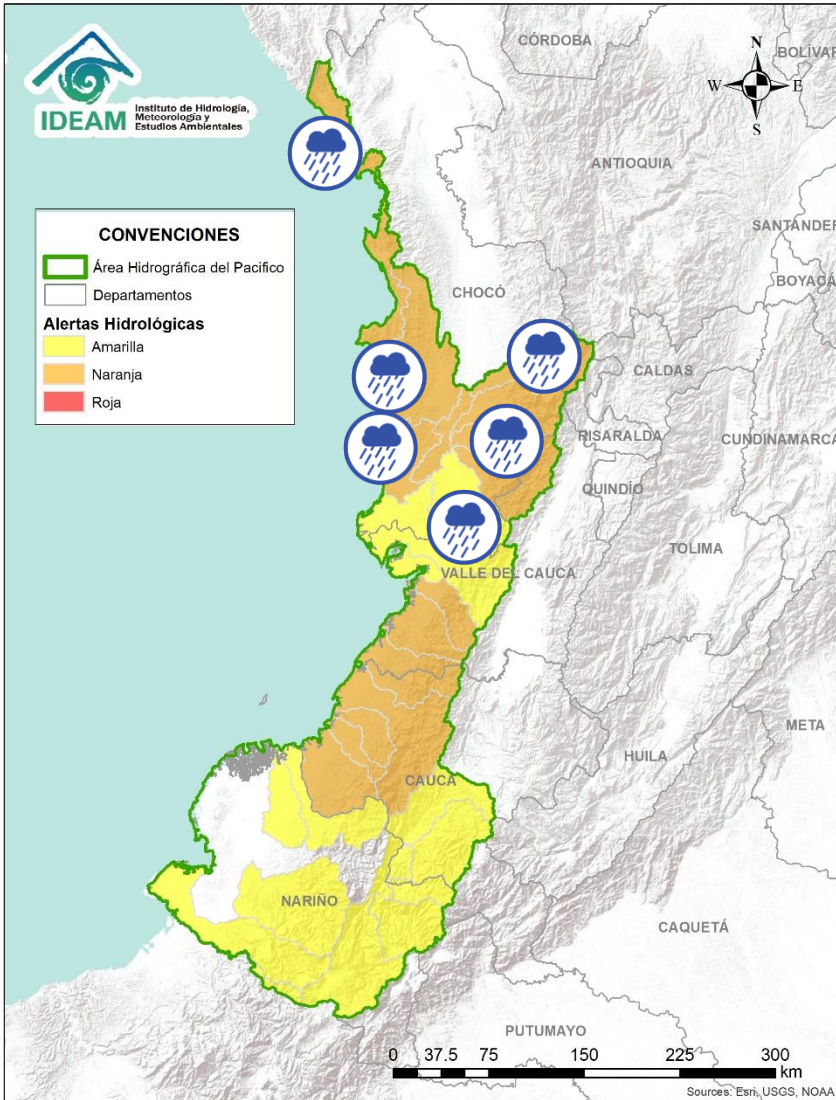 IDEAM
Instituto de Hidrología,
Meteorología y
Estudios Ambientales
CÓRDOBA
BOLÍVAR
N
W E
S
ANTIOQUIA
SANTANDER
BOYACÁ
CONVENCIONES
Área Hidrográfica del Pacifico
Departamentos
Alertas Hidrológicas
Amarilla
Naranja
Roja
CHOCÓ
CALDAS
RISARALDA
CUNDINAMARCA
QUINDÍO
TOLIMA
VALLE DEL CAUCA
META
HUILA
CAUCA
NARIÑO
CAQUETÁ
PUTUMAYO
0 37.5 75 150 225 300
km
Sources: Esri, USGS, NOAA